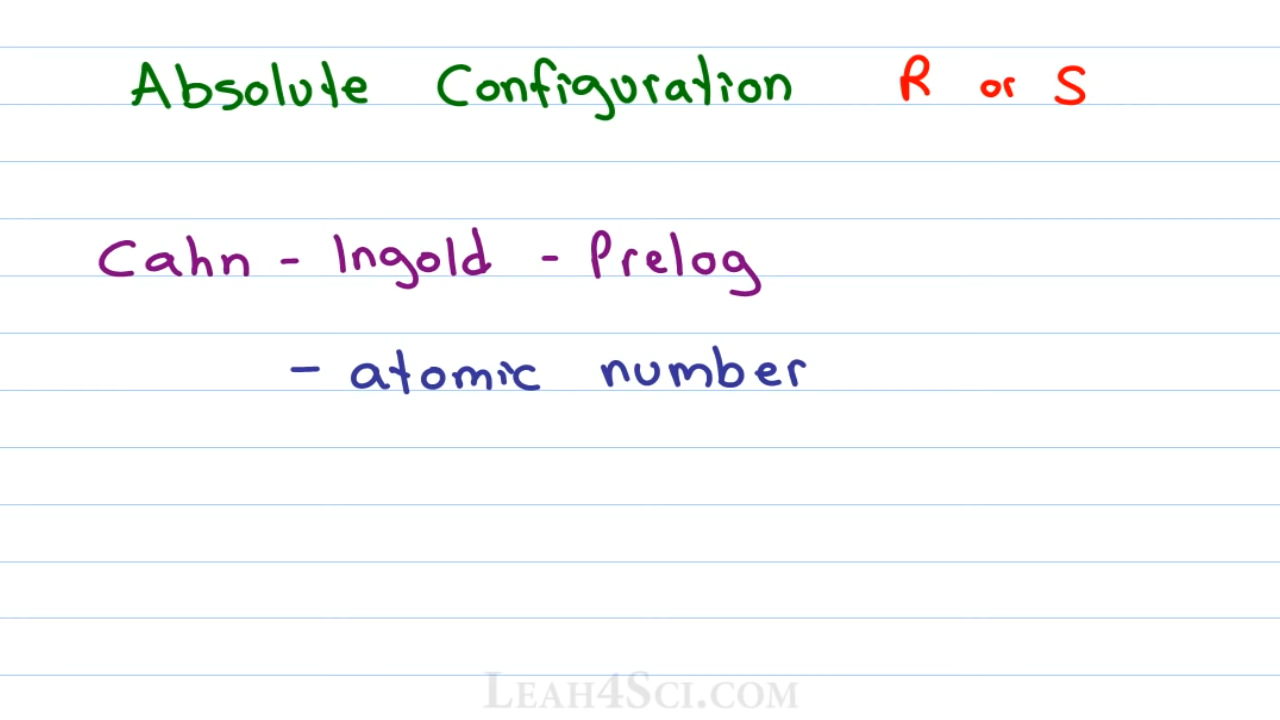 Absolute Configuration R or S
Cahn - Ingold - Prelog
- atomic number
LEAH4SCI.COM